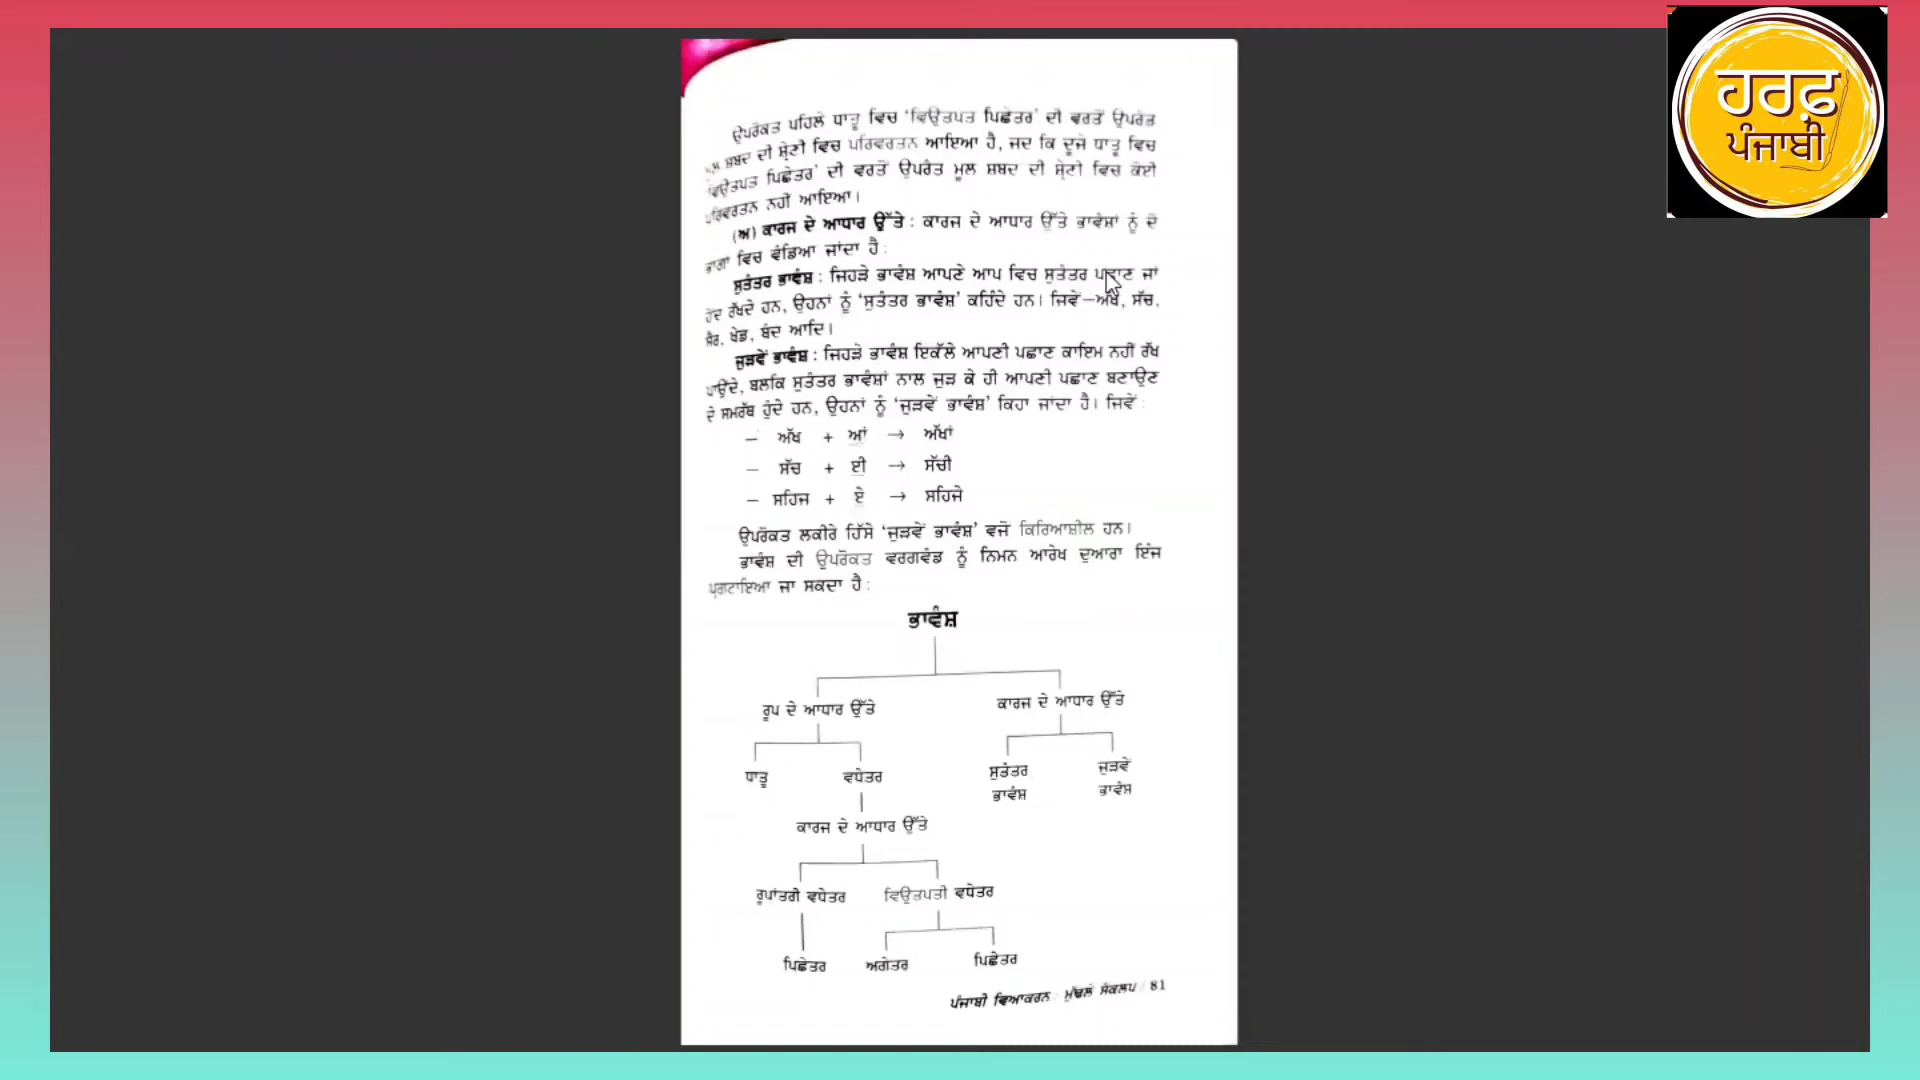 ਹਰਫ਼
ਪੰਜਾਬੀ
ਉਪਰੋਕਤ ਪਹਿਲੇ ਧਾਤੂ ਵਿਚ 'ਵਿਉਤਪਤ ਪਿਛੇਤਰ' ਦੀ ਵਰਤੋਂ ਉਪਰੰਤ
ਮੂਲ ਸ਼ਬਦ ਦੀ ਸ਼੍ਰੇਣੀ ਵਿਚ ਪਰਿਵਰਤਨ ਆਇਆ ਹੈ, ਜਦ ਕਿ ਦੂਜੇ ਧਾਤੂ ਵਿਚ
'ਵਿਉਤਪਤ ਪਿਛੇਤਰ' ਦੀ ਵਰਤੋਂ ਉਪਰੰਤ ਮੂਲ ਸ਼ਬਦ ਦੀ ਸ਼੍ਰੇਣੀ ਵਿਚ ਕੋਈ
ਪਰਿਵਰਤਨ ਨਹੀਂ ਆਇਆ।
(ਅ) ਕਾਰਜ ਦੇ ਆਧਾਰ ਉੱਤੇ : ਕਾਰਜ ਦੇ ਆਧਾਰ ਉੱਤੇ ਭਾਵੰਸ਼ਾਂ ਨੂੰ ਦੋ
ਭਾਗਾਂ ਵਿਚ ਵੰਡਿਆ ਜਾਂਦਾ ਹੈ :
ਸੁਤੰਤਰ ਭਾਵੰਸ਼ : ਜਿਹੜੇ ਭਾਵੰਸ਼ ਆਪਣੇ ਆਪ ਵਿਚ ਸੁਤੰਤਰ ਪਛਾਣ ਜਾਂ
ਹੋਂਦ ਰੱਖਦੇ ਹਨ, ਉਹਨਾਂ ਨੂੰ 'ਸੁਤੰਤਰ ਭਾਵੰਸ਼' ਕਹਿੰਦੇ ਹਨ। ਜਿਵੇਂ–ਅੱਖ, ਸੱਚ,
ਸੈਰ, ਖੇਡ, ਬੰਦ ਆਦਿ।
ਜੁੜਵੇਂ ਭਾਵੰਸ਼ : ਜਿਹੜੇ ਭਾਵੰਸ਼ ਇਕੱਲੇ ਆਪਣੀ ਪਛਾਣ ਕਾਇਮ ਨਹੀਂ ਰੱਖ
ਪਾਉਂਦੇ, ਬਲਕਿ ਸੁਤੰਤਰ ਭਾਵੰਸ਼ਾਂ ਨਾਲ ਜੁੜ ਕੇ ਹੀ ਆਪਣੀ ਪਛਾਣ ਬਣਾਉਣ
ਦੇ ਸਮਰੱਥ ਹੁੰਦੇ ਹਨ, ਉਹਨਾਂ ਨੂੰ 'ਜੁੜਵੇਂ ਭਾਵੰਸ਼' ਕਿਹਾ ਜਾਂਦਾ ਹੈ। ਜਿਵੇਂ :
– ਅੱਖ + ਆਂ → ਅੱਖਾਂ
– ਸੱਚ + ਈ → ਸੱਚੀ
– ਸਹਿਜ + ਏ → ਸਹਿਜੇ
ਉਪਰੋਕਤ ਲਕੀਰੇ ਹਿੱਸੇ 'ਜੁੜਵੇਂ ਭਾਵੰਸ਼' ਵਜੋਂ ਕਿਰਿਆਸ਼ੀਲ ਹਨ।
ਭਾਵੰਸ਼ ਦੀ ਉਪਰੋਕਤ ਵਰਗਵੰਡ ਨੂੰ ਨਿਮਨ ਆਰੇਖ ਦੁਆਰਾ ਇੰਜ
ਪ੍ਰਗਟਾਇਆ ਜਾ ਸਕਦਾ ਹੈ :
ਭਾਵੰਸ਼
ਰੂਪ ਦੇ ਆਧਾਰ ਉੱਤੇ ਕਾਰਜ ਦੇ ਆਧਾਰ ਉੱਤੇ
ਧਾਤੂ ਵਧੇਤਰ ਸੁਤੰਤਰ ਜੁੜਵੇਂ
ਭਾਵੰਸ਼ ਭਾਵੰਸ਼
ਕਾਰਜ ਦੇ ਆਧਾਰ ਉੱਤੇ
ਰੂਪਾਂਤਰੀ ਵਧੇਤਰ ਵਿਉਤਪਤੀ ਵਧੇਤਰ
ਪਿਛੇਤਰ ਅਗੇਤਰ ਪਿਛੇਤਰ
ਪੰਜਾਬੀ ਵਿਆਕਰਨ : ਮੁੱਢਲੇ ਸੰਕਲਪ / 81